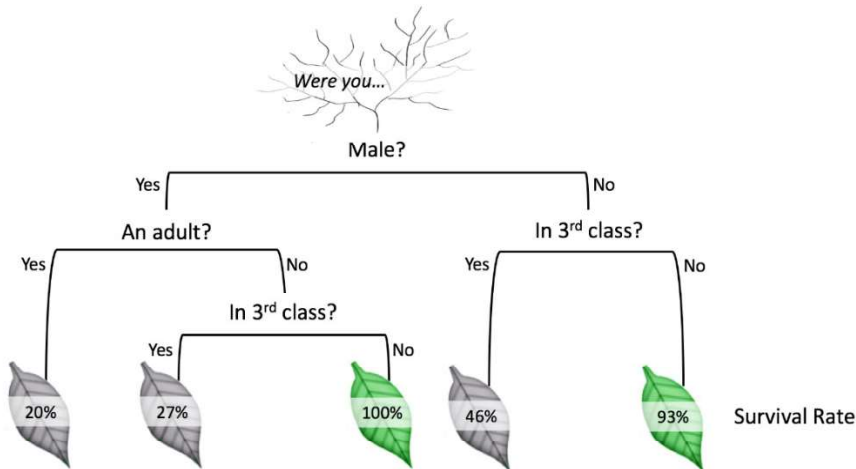 Were you...
Male?
Yes
No
An adult?
In 3rd class?
Yes
No
Yes
No
In 3rd class?
Yes
No
20%
27%
100%
46%
93%
Survival Rate